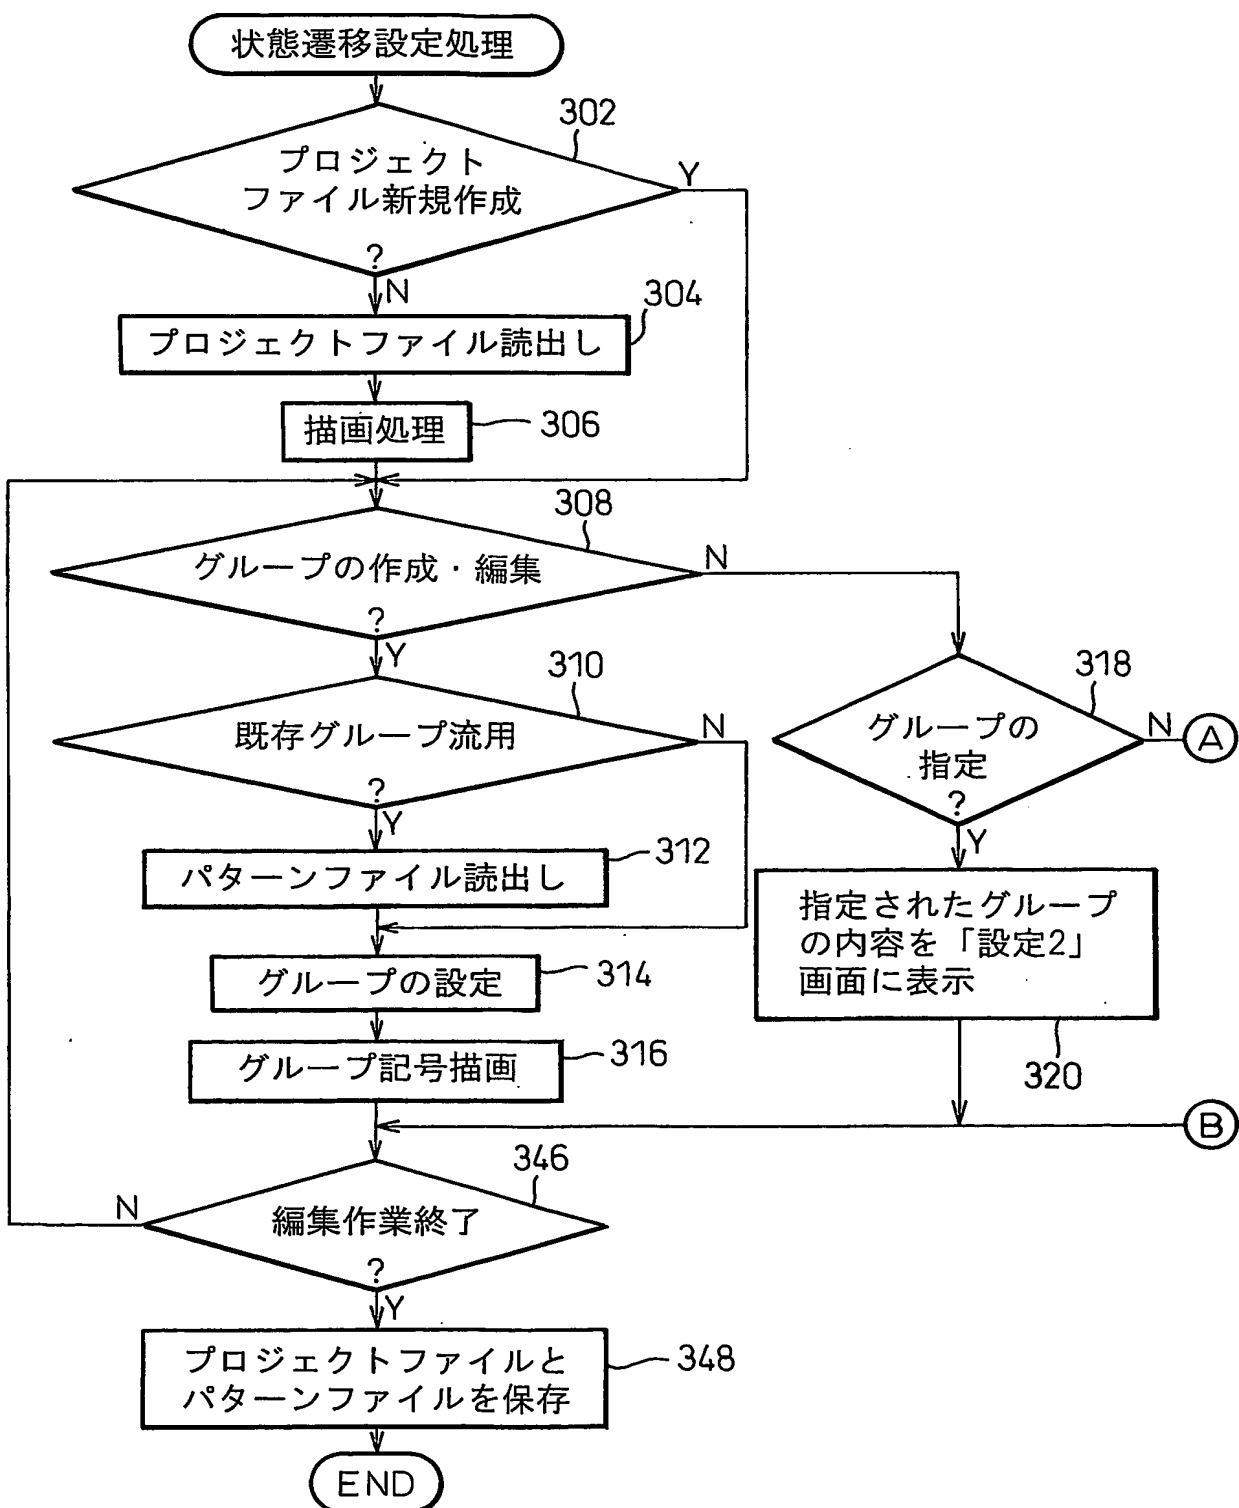 状態遷移設定処理
302
プロジェクト
ファイル新規作成
?
Y
N
304
プロジェクトファイル読出し
描画処理
306
308
グループの作成・編集
?
N
Y
310
既存グループ流用
?
N
Y
318
グループの
指定
?
N
A
Y
パターンファイル読出し
312
指定されたグループ
の内容を「設定2」
画面に表示
320
グループの設定
314
グループ記号描画
316
B
346
編集作業終了
?
N
Y
プロジェクトファイルと
パターンファイルを保存
348
END